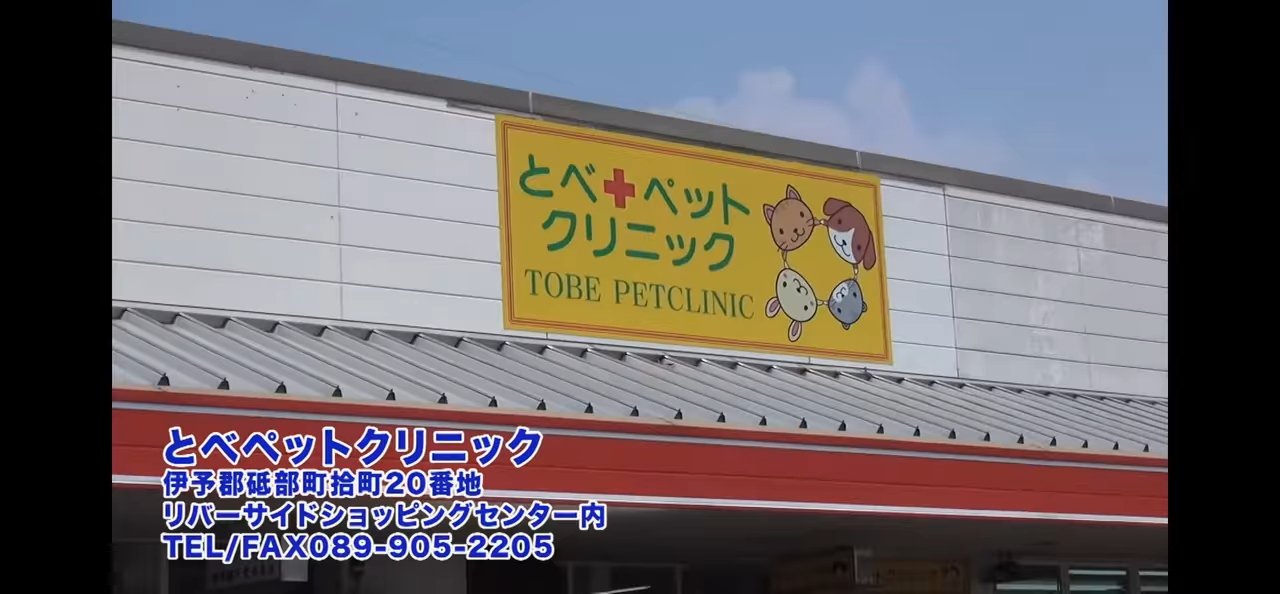 とべ✚ペット
クリニック
TOBE PETCLINIC
とべペットクリニック
伊予郡砥部町拾町20番地
リバーサイドショッピングセンター内
TEL/FAX089-905-2205